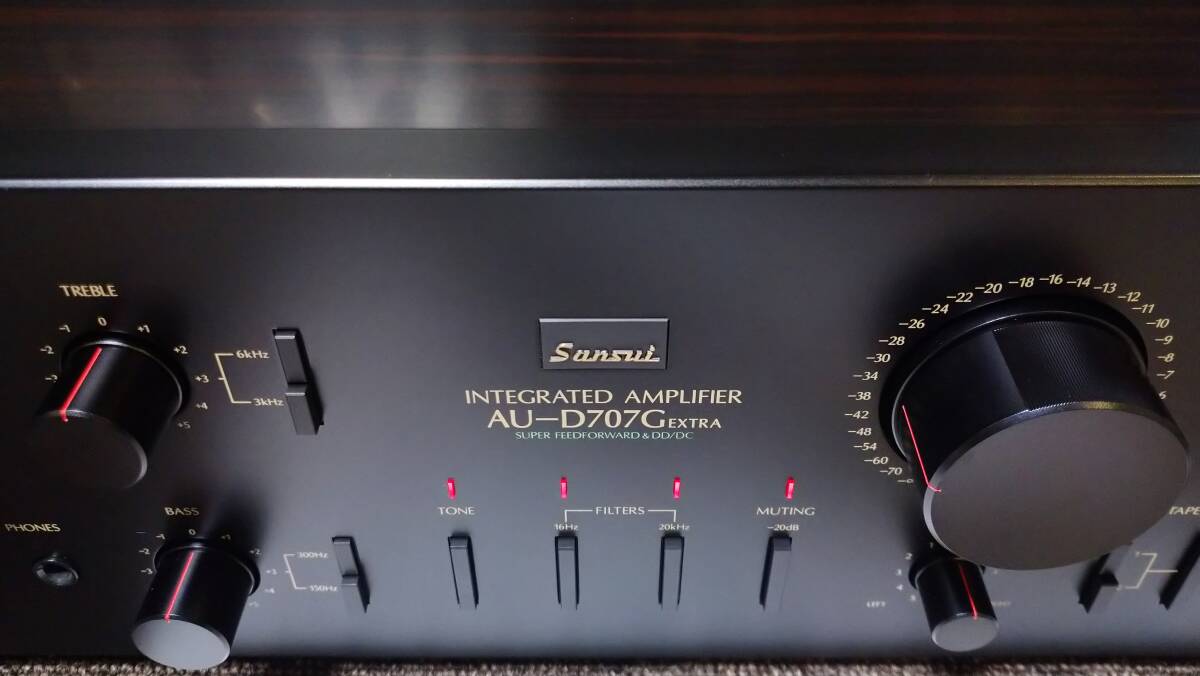 Sansui
INTEGRATED AMPLIFIER
AU-D707G EXTRA
SUPER FEEDFORWARD & DD/DC
TREBLE
-2 -1 0 +1 +2 +3 +4 +5
6kHz
3kHz
PHONES
BASS
-3 -2 -1 0 +1 +2 +3 +4 +5
300Hz
150Hz
TONE
FILTERS
16Hz 20kHz
MUTING
-20dB
-70 -60 -54 -48 -42 -38 -34 -30 -28 -26 -24 -22 -20 -18 -16 -14 -13 -12 -11 -10 -9 -8 -7
LEFT
TAPE